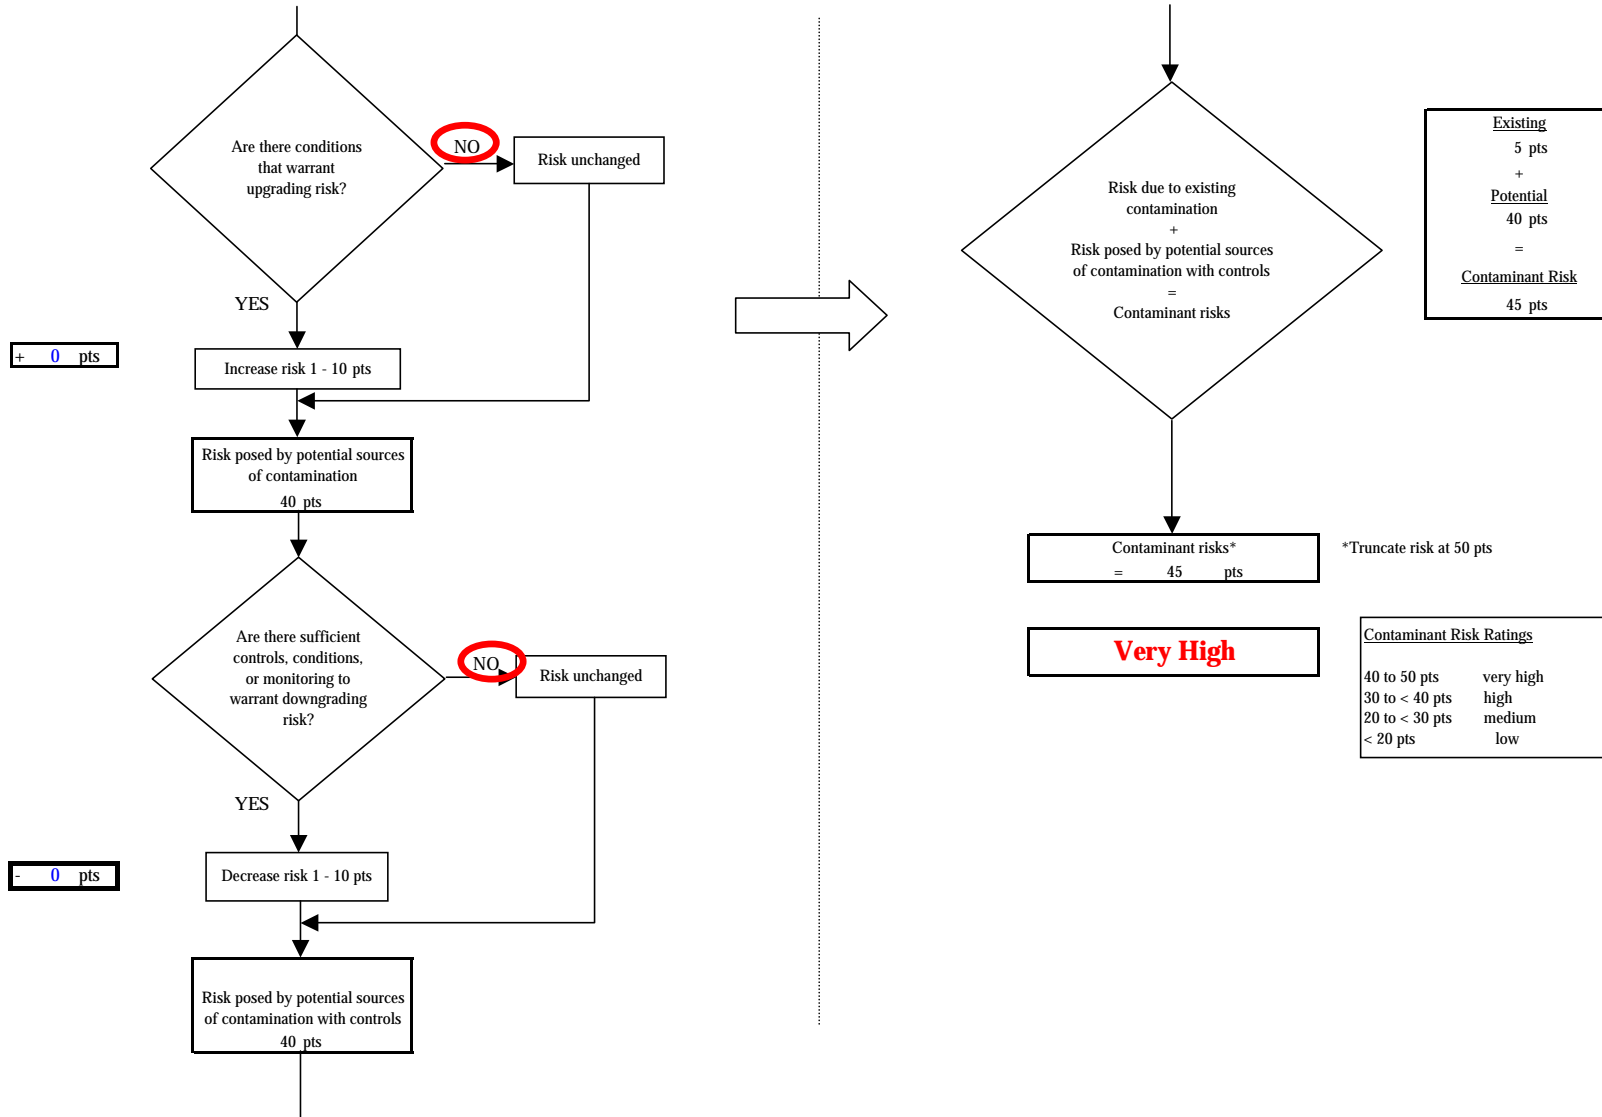 Are there conditions
that warrant
upgrading risk?
NO
Risk unchanged
YES
+ 0 pts
Increase risk 1 - 10 pts
Risk posed by potential sources
of contamination
40 pts
Are there sufficient
controls, conditions,
or monitoring to
warrant downgrading
risk?
NO
Risk unchanged
YES
- 0 pts
Decrease risk 1 - 10 pts
Risk posed by potential sources
of contamination with controls
40 pts
Risk due to existing
contamination
+
Risk posed by potential sources
of contamination with controls
=
Contaminant risks
Existing
5 pts
+
Potential
40 pts
=
Contaminant Risk
45 pts
Contaminant risks*
= 45 pts
*Truncate risk at 50 pts
Very High
Contaminant Risk Ratings
40 to 50 pts very high
30 to < 40 pts high
20 to < 30 pts medium
< 20 pts low